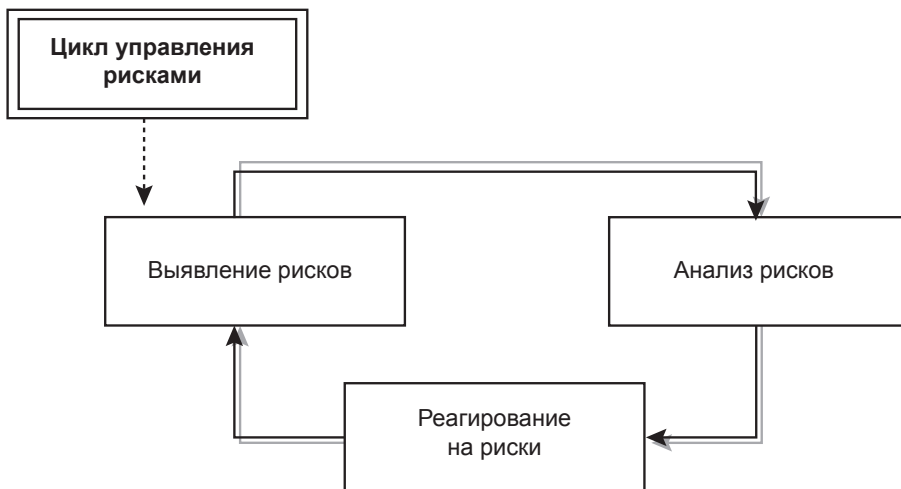 Цикл управления
рисками
Выявление рисков
Анализ рисков
Реагирование
на риски